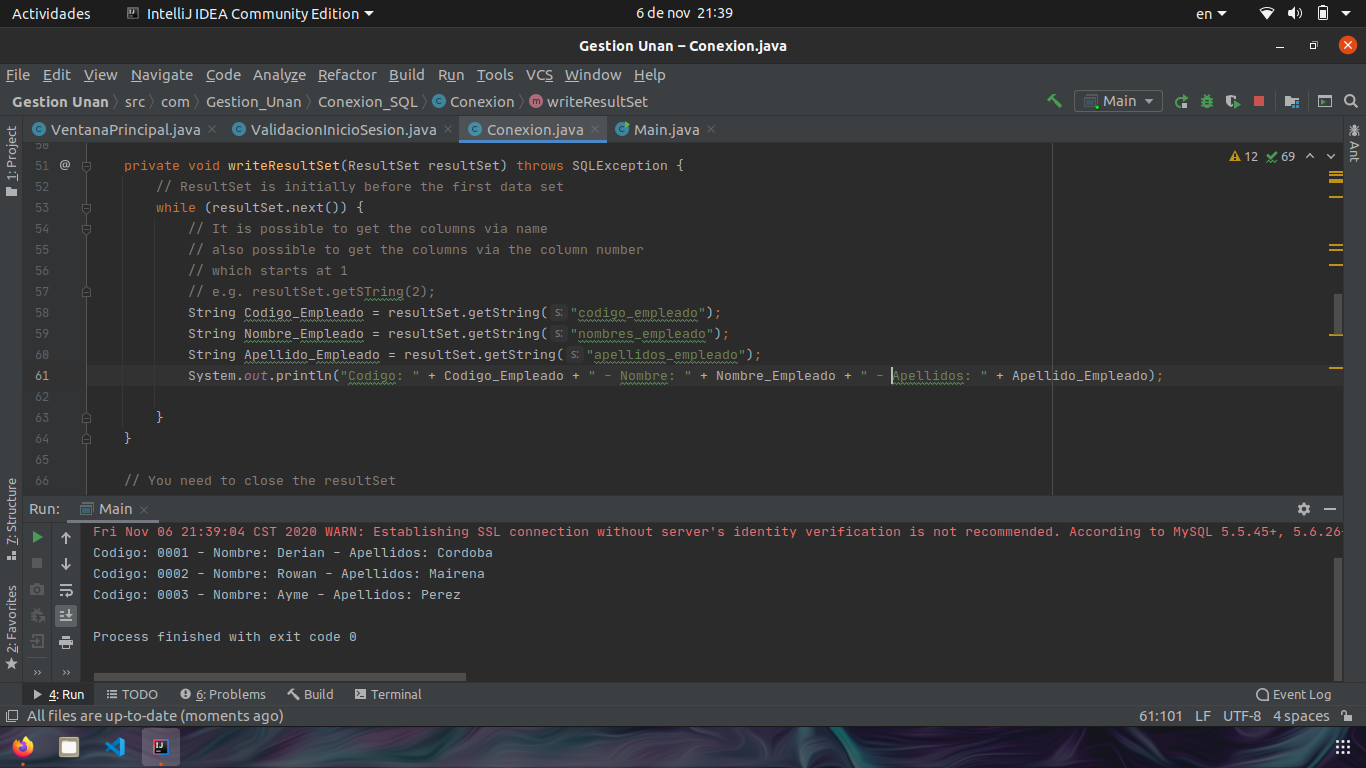 Actividades IntelliJ IDEA Community Edition 6 de nov 21:39 en
Gestion Unan – Conexion.java
File Edit View Navigate Code Analyze Refactor Build Run Tools VCS Window Help
Gestion Unan src com Gestion_Unan Conexion_SQL Conexion writeResultSet Main
VentanaPrincipal.java ValidacionInicioSesion.java Conexion.java Main.java
1: Project
Ant
12 69
50
51 @ private void writeResultSet(ResultSet resultSet) throws SQLException {
52 // ResultSet is initially before the first data set
53 while (resultSet.next()) {
54 // It is possible to get the columns via name
55 // also possible to get the columns via the column number
56 // which starts at 1
57 // e.g. resultSet.getSTring(2);
58 String Codigo_Empleado = resultSet.getString( s: "codigo_empleado");
59 String Nombre_Empleado = resultSet.getString( s: "nombres_empleado");
60 String Apellido_Empleado = resultSet.getString( s: "apellidos_empleado");
61 System.out.println("Codigo: " + Codigo_Empleado + " - Nombre: " + Nombre_Empleado + " - Apellidos: " + Apellido_Empleado);
62
63 }
64 }
65
66 // You need to close the resultSet
7: Structure
2: Favorites
Run: Main
Fri Nov 06 21:39:04 CST 2020 WARN: Establishing SSL connection without server's identity verification is not recommended. According to MySQL 5.5.45+, 5.6.26
Codigo: 0001 - Nombre: Derian - Apellidos: Cordoba
Codigo: 0002 - Nombre: Rowan - Apellidos: Mairena
Codigo: 0003 - Nombre: Ayme - Apellidos: Perez
Process finished with exit code 0
4: Run TODO 6: Problems Build Terminal Event Log
All files are up-to-date (moments ago) 61:101 LF UTF-8 4 spaces